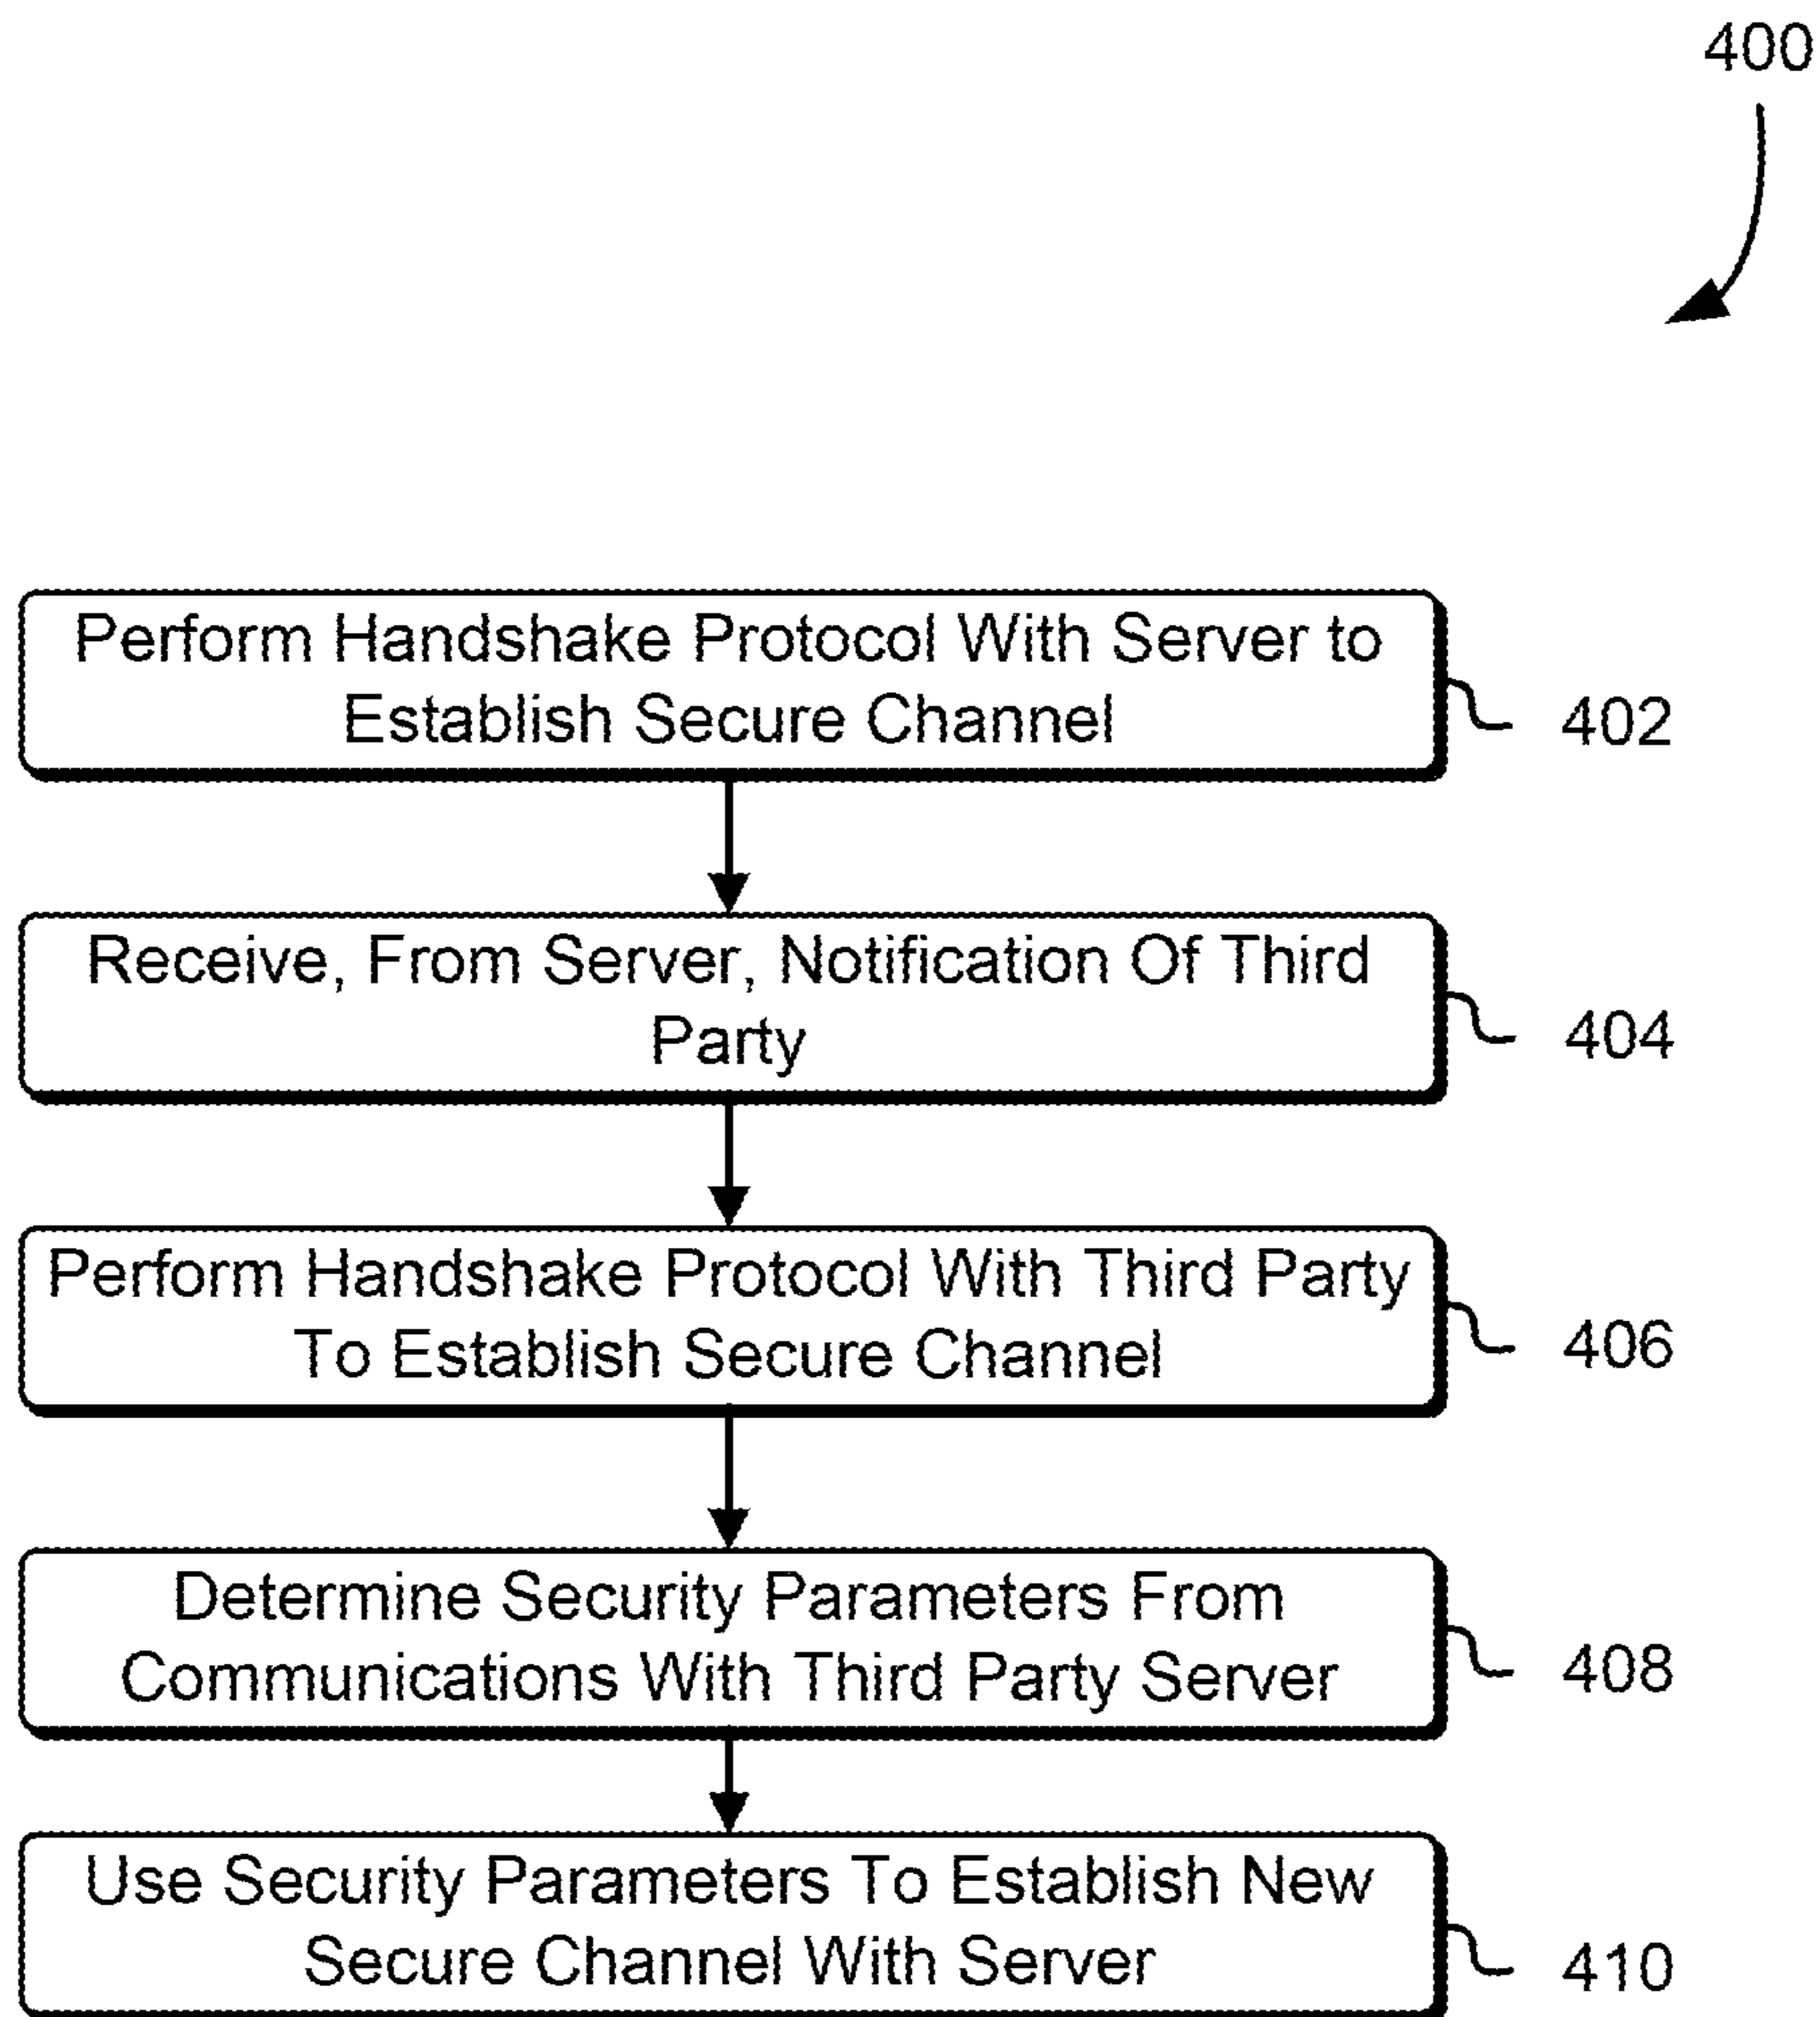 400
Perform Handshake Protocol With Server to
Establish Secure Channel
402
Receive, From Server, Notification Of Third
Party
404
Perform Handshake Protocol With Third Party
To Establish Secure Channel
406
Determine Security Parameters From
Communications With Third Party Server
408
Use Security Parameters To Establish New
Secure Channel With Server
410